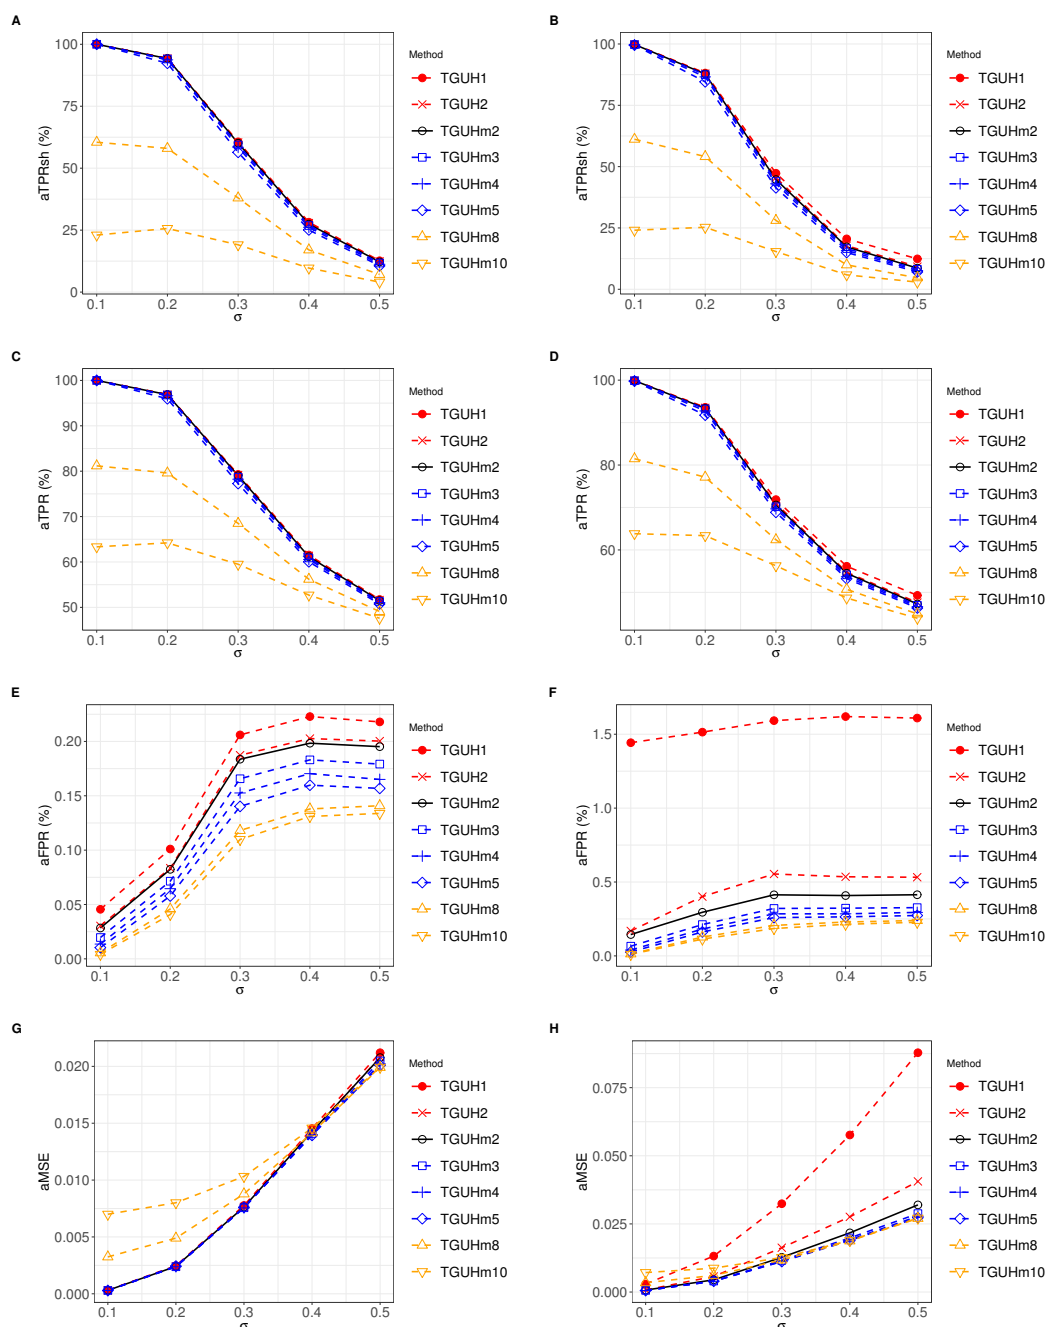 A
aTPRsh (%)
100
75
50
25
0
0.1 0.2 0.3 0.4 0.5
σ
Method
TGUH1
TGUH2
TGUHm2
TGUHm3
TGUHm4
TGUHm5
TGUHm8
TGUHm10
B
aTPRsh (%)
100
75
50
25
0
0.1 0.2 0.3 0.4 0.5
σ
Method
TGUH1
TGUH2
TGUHm2
TGUHm3
TGUHm4
TGUHm5
TGUHm8
TGUHm10
C
aTPR (%)
100
90
80
70
60
50
0.1 0.2 0.3 0.4 0.5
σ
Method
TGUH1
TGUH2
TGUHm2
TGUHm3
TGUHm4
TGUHm5
TGUHm8
TGUHm10
D
aTPR (%)
100
80
60
0.1 0.2 0.3 0.4 0.5
σ
Method
TGUH1
TGUH2
TGUHm2
TGUHm3
TGUHm4
TGUHm5
TGUHm8
TGUHm10
E
aFPR (%)
0.20
0.15
0.10
0.05
0.00
0.1 0.2 0.3 0.4 0.5
σ
Method
TGUH1
TGUH2
TGUHm2
TGUHm3
TGUHm4
TGUHm5
TGUHm8
TGUHm10
F
aFPR (%)
1.5
1.0
0.5
0.0
0.1 0.2 0.3 0.4 0.5
σ
Method
TGUH1
TGUH2
TGUHm2
TGUHm3
TGUHm4
TGUHm5
TGUHm8
TGUHm10
G
aMSE
0.020
0.015
0.010
0.005
0.000
0.1 0.2 0.3 0.4 0.5
σ
Method
TGUH1
TGUH2
TGUHm2
TGUHm3
TGUHm4
TGUHm5
TGUHm8
TGUHm10
H
aMSE
0.075
0.050
0.025
0.000
0.1 0.2 0.3 0.4 0.5
σ
Method
TGUH1
TGUH2
TGUHm2
TGUHm3
TGUHm4
TGUHm5
TGUHm8
TGUHm10